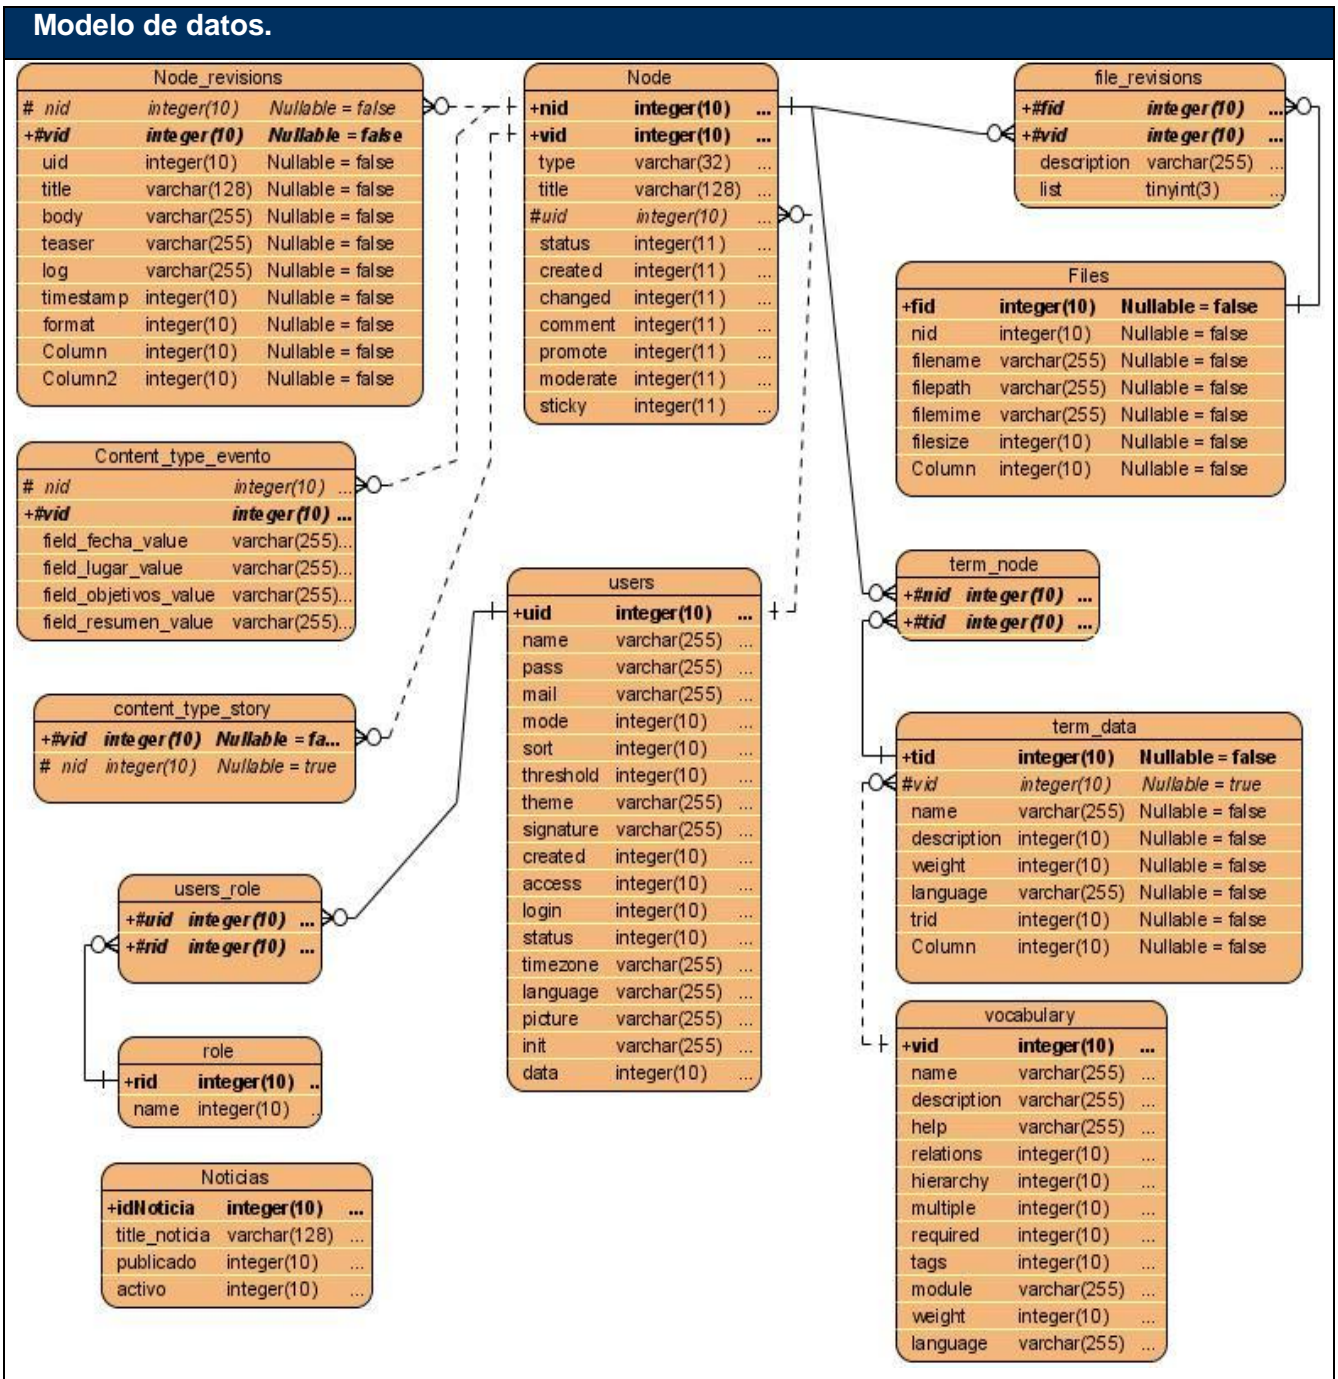 Modelo de datos.
Node_revisions
# nid integer(10) Nullable = false
+#vid integer(10) Nullable = false
uid integer(10) Nullable = false
title varchar(128) Nullable = false
body varchar(255) Nullable = false
teaser varchar(255) Nullable = false
log varchar(255) Nullable = false
timestamp integer(10) Nullable = false
format integer(10) Nullable = false
Column integer(10) Nullable = false
Column2 integer(10) Nullable = false
Node
+nid integer(10) ...
+vid integer(10) ...
type varchar(32) ...
title varchar(128) ...
#uid integer(10) ...
status integer(11) ...
created integer(11) ...
changed integer(11) ...
comment integer(11) ...
promote integer(11) ...
moderate integer(11) ...
sticky integer(11) ...
file_revisions
+#fid integer(10) ...
+#vid integer(10) ...
description varchar(255) ...
list tinyint(3) ...
Files
+fid integer(10) Nullable = false
nid integer(10) Nullable = false
filename varchar(255) Nullable = false
filepath varchar(255) Nullable = false
filemime varchar(255) Nullable = false
filesize integer(10) Nullable = false
Column integer(10) Nullable = false
Content_type_evento
# nid integer(10) ...
+#vid integer(10) ...
field_fecha_value varchar(255)...
field_lugar_value varchar(255)...
field_objetivos_value varchar(255)...
field_resumen_value varchar(255)...
users
+uid integer(10) ...
name varchar(255) ...
pass varchar(255) ...
mail varchar(255) ...
mode integer(10) ...
sort integer(10) ...
threshold integer(10) ...
theme varchar(255) ...
signature varchar(255) ...
created integer(10) ...
access integer(10) ...
login integer(10) ...
status integer(10) ...
timezone varchar(255) ...
language varchar(255) ...
picture varchar(255) ...
init varchar(255) ...
data integer(10) ...
term_node
+#nid integer(10) ...
+#tid integer(10) ...
content_type_story
+#vid integer(10) Nullable = fa...
# nid integer(10) Nullable = true
term_data
+tid integer(10) Nullable = false
#vid integer(10) Nullable = true
name varchar(255) Nullable = false
description integer(10) Nullable = false
weight integer(10) Nullable = false
language varchar(255) Nullable = false
trid integer(10) Nullable = false
Column integer(10) Nullable = false
users_role
+#uid integer(10) ...
+#rid integer(10) ...
role
+rid integer(10) ..
name integer(10) ..
vocabulary
+vid integer(10) ...
name varchar(255) ...
description varchar(255) ...
help varchar(255) ...
relations integer(10) ...
hierarchy integer(10) ...
multiple integer(10) ...
required integer(10) ...
tags integer(10) ...
module varchar(255) ...
weight integer(10) ...
language varchar(255) ...
Noticias
+idNoticia integer(10) ...
title_noticia varchar(128) ...
publicado integer(10) ...
activo integer(10) ...